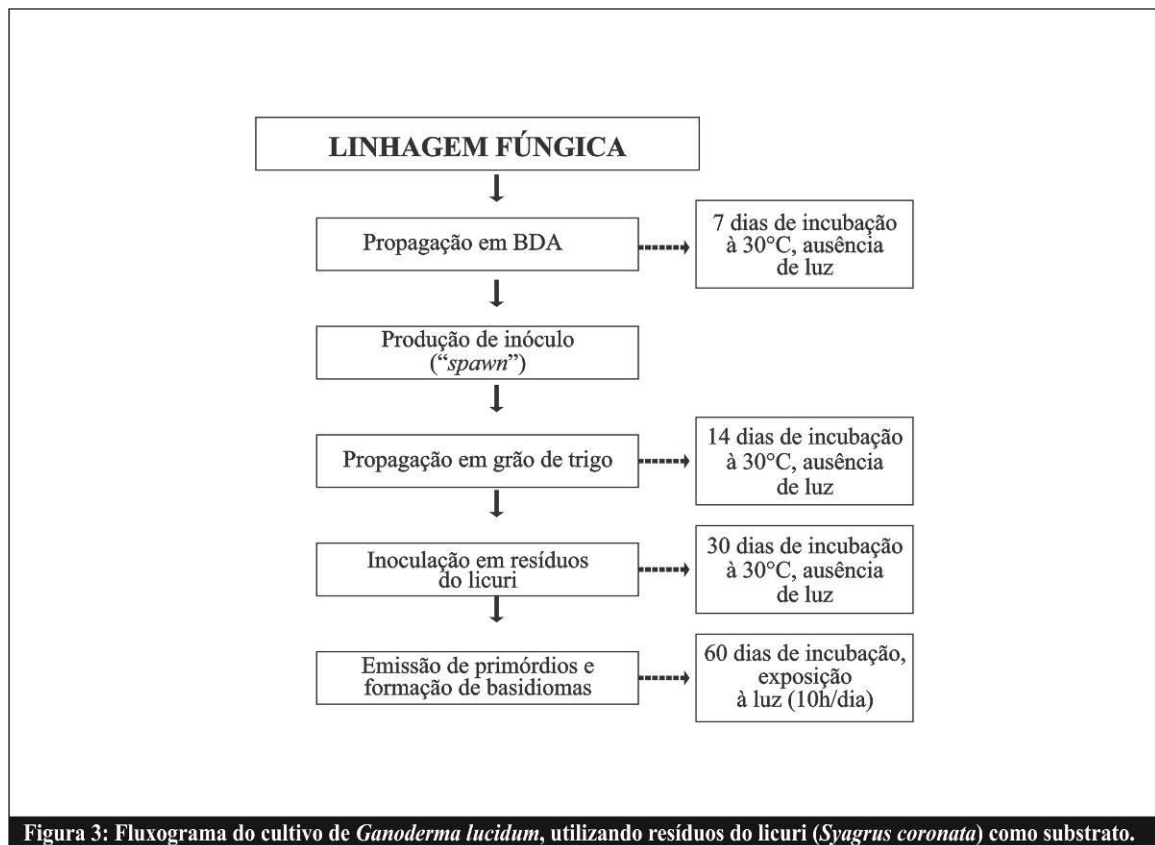 LINHAGEM FÚNGICA
Propagação em BDA
7 dias de incubação
à 30°C, ausência
de luz
Produção de inóculo
(“spawn”)
Propagação em grão de trigo
14 dias de incubação
à 30°C, ausência
de luz
Inoculação em resíduos
do licuri
30 dias de incubação
à 30°C, ausência
de luz
Emissão de primórdios e
formação de basidiomas
60 dias de incubação,
exposição
à luz (10h/dia)
Figura 3: Fluxograma do cultivo de Ganoderma lucidum, utilizando resíduos do licuri (Syagrus coronata) como substrato.